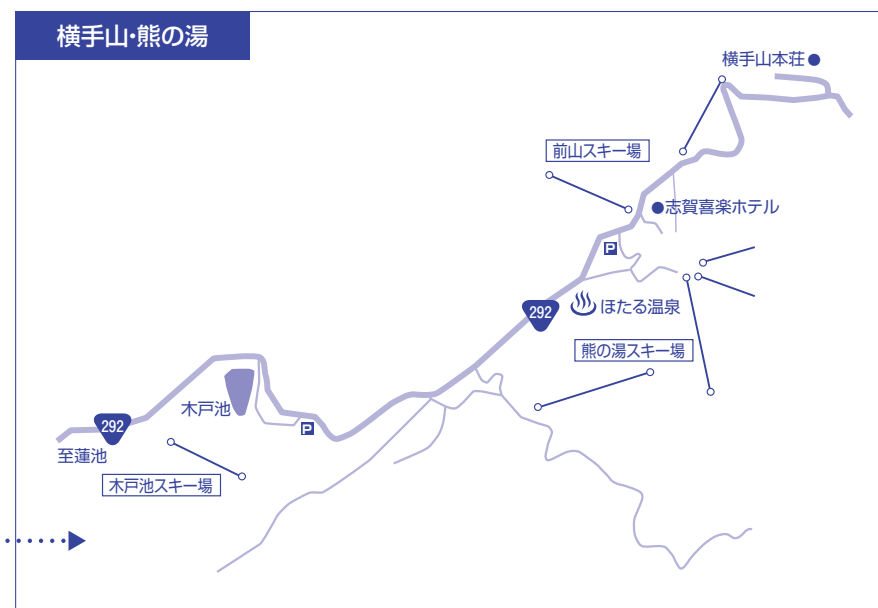 横手山・熊の湯
横手山本荘
前山スキー場
志賀喜楽ホテル
P
292
ほたる温泉
熊の湯スキー場
木戸池
292
P
至蓮池
木戸池スキー場